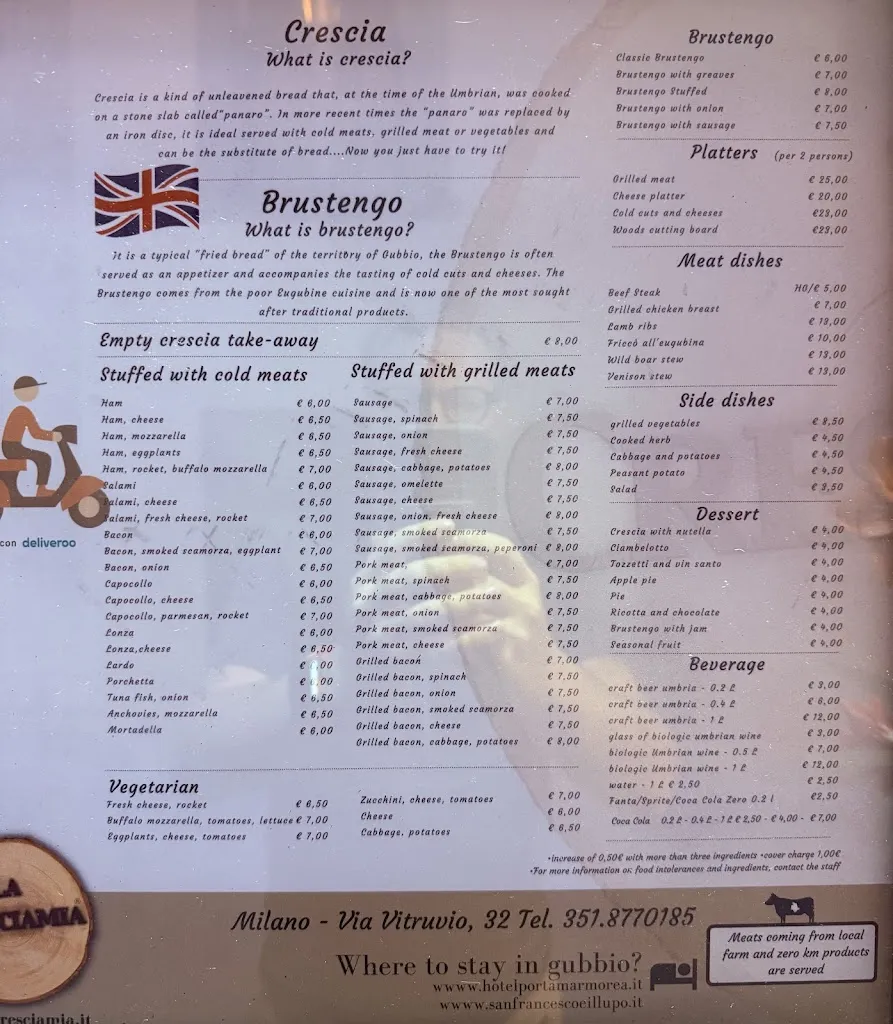 Crescia
What is crescia?
Crescia is a kind of unleavened bread that, at the time of the Umbrian, was cooked
on a stone slab called"panaro". In more recent times the "panaro" was replaced by
an iron disc, it is ideal served with cold meats, grilled meat or vegetables and
can be the substitute of bread....Now you just have to try it!
Brustengo
What is brustengo?
It is a typical "fried bread" of the territory of Gubbio, the Brustengo is often
served as an appetizer and accompanies the tasting of cold cuts and cheeses. The
Brustengo comes from the poor Eugubine cuisine and is now one of the most sought
after traditional products.
Empty crescia take-away € 8,00
Stuffed with cold meats
Ham € 6,00
Ham, cheese € 6,50
Ham, mozzarella € 6,50
Ham, eggplants € 6,50
Ham, rocket, buffalo mozzarella € 7,00
Salami € 6,00
Salami, cheese € 6,50
Salami, fresh cheese, rocket € 7,00
Bacon € 6,00
Bacon, smoked scamorza, eggplant € 7,00
Bacon, onion € 6,50
Capocollo € 6,00
Capocollo, cheese € 6,50
Capocollo, parmesan, rocket € 7,00
Lonza € 6,00
Lonza,cheese € 6,50
Lardo €
Porchetta €
Tuna fish, onion € 6,50
Anchovies, mozzarella € 6,50
Mortadella € 6,00
Stuffed with grilled meats
Sausage € 7,00
Sausage, spinach € 7,50
Sausage, onion € 7,50
Sausage, fresh cheese € 7,50
Sausage, cabbage, potatoes € 8,00
Sausage, omelette € 7,50
Sausage, cheese € 7,50
Sausage, onion, fresh cheese € 8,00
Sausage, smoked scamorza € 7,50
Sausage, smoked scamorza, peperoni € 8,00
Pork meat, € 7,00
Pork meat, spinach € 7,50
Pork meat, cabbage, potatoes € 8,00
Pork meat, onion € 7,50
Pork meat, smoked scamorza € 7,50
Pork meat, cheese € 7,50
Grilled bacon € 7,00
Grilled bacon, spinach € 7,50
Grilled bacon, onion € 7,50
Grilled bacon, smoked scamorza € 7,50
Grilled bacon, cheese € 7,50
Grilled bacon, cabbage, potatoes € 8,00
Vegetarian
Fresh cheese, rocket € 6,50
Buffalo mozzarella, tomatoes, lettuce € 7,00
Eggplants, cheese, tomatoes € 7,00
Zucchini, cheese, tomatoes € 7,00
Cheese € 6,00
Cabbage, potatoes € 6,50
Brustengo
Classic Brustengo € 6,00
Brustengo with greaves € 7,00
Brustengo Stuffed € 8,00
Brustengo with onion € 7,00
Brustengo with sausage € 7,50
Platters (per 2 persons)
Grilled meat € 25,00
Cheese platter € 20,00
Cold cuts and cheeses €23,00
Woods cutting board €23,00
Meat dishes
Beef Steak HG/€ 5,00
Grilled chicken breast € 7,00
Lamb ribs € 13,00
Friccò all'eugubina € 10,00
Wild boar stew € 13,00
Venison stew € 13,00
Side dishes
grilled vegetables € 3,50
Cooked herb € 4,50
Cabbage and potatoes € 4,50
Peasant potato € 4,50
Salad € 3,50
Dessert
Crescia with nutella € 4,00
Ciambelotto € 4,00
Tozzetti and vin santo € 4,00
Apple pie € 4,00
Pie € 4,00
Ricotta and chocolate € 4,00
Brustengo with jam € 4,00
Seasonal fruit € 4,00
Beverage
craft beer umbria - 0.2 L € 3,00
craft beer umbria - 0.4 L € 6,00
craft beer umbria - 1 L € 12,00
glass of biologic umbrian wine € 3,00
biologic Umbrian wine - 0.5 L € 7,00
biologic Umbrian wine - 1 L € 12,00
water - 1 L € 2,50 € 2,50
Fanta/Sprite/Coca Cola Zero 0.2 l €2,50
Coca Cola 0.2 L - 0.4 L - 1 L € 2,50 - € 4,00 - € 7,00
•increase of 0,50€ with more than three ingredients •cover charge 1,00€
•For more information on food intolerances and ingredients, contact the staff
con deliveroo
LA
CIAMIA
resciamia.it
Milano - Via Vitruvio, 32 Tel. 351.8770185
Where to stay in gubbio?
www.hotelportamarmorea.it
www.sanfrancescoeillupo.it
Meats coming from local
farm and zero km products
are served